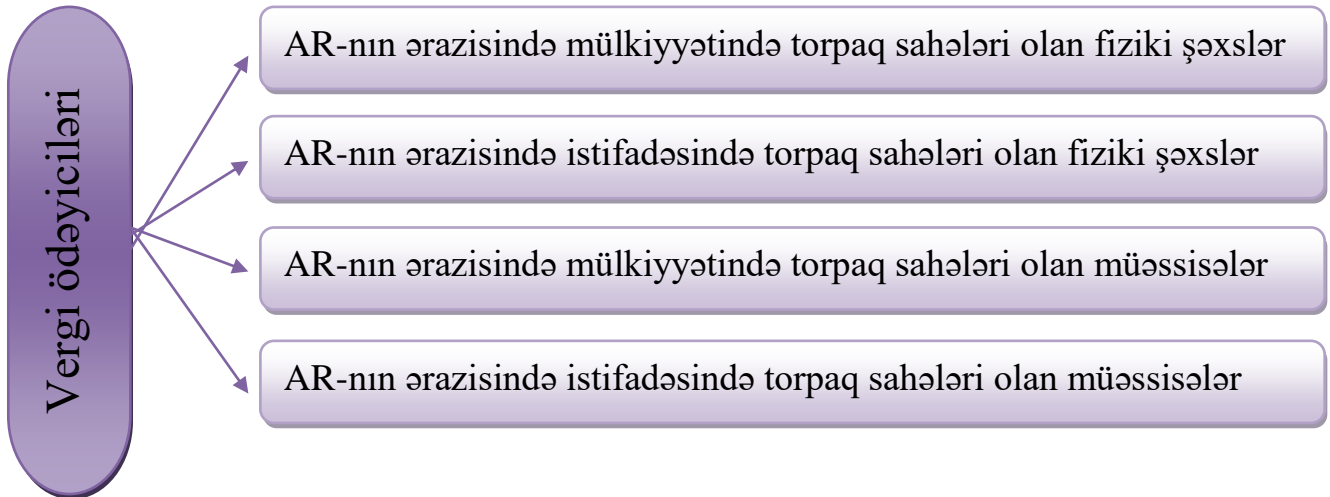 Vergi ödəyiciləri
AR-nın ərazisində mülkiyyətində torpaq sahələri olan fiziki şəxslər
AR-nın ərazisində istifadəsində torpaq sahələri olan fiziki şəxslər
AR-nın ərazisində mülkiyyətində torpaq sahələri olan müəssisələr
AR-nın ərazisində istifadəsində torpaq sahələri olan müəssisələr